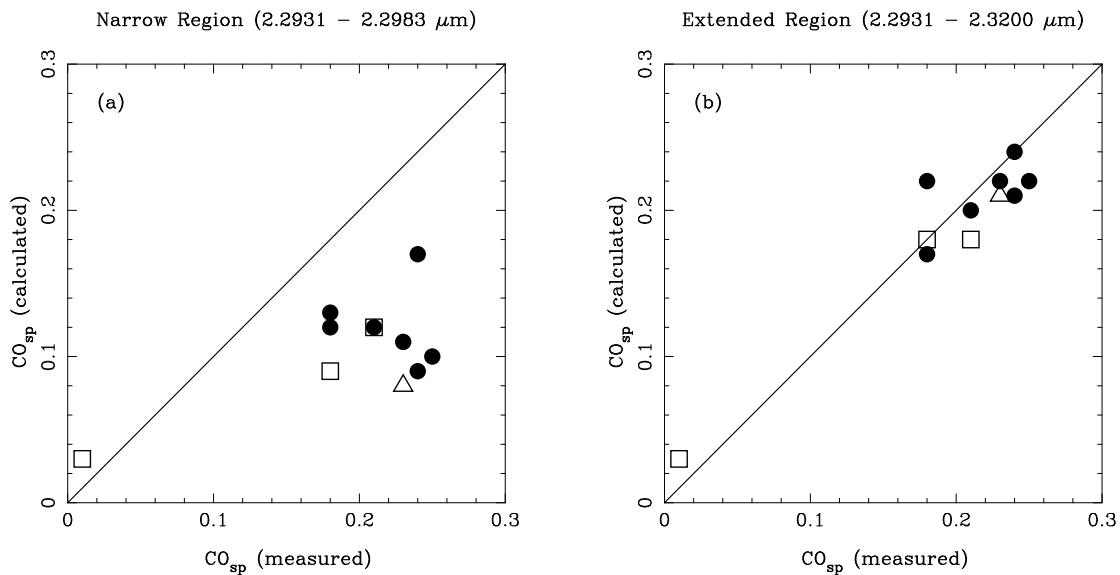 Narrow Region (2.2931 − 2.2983 μm)
Extended Region (2.2931 − 2.3200 μm)
(a)
0.3
0.2
0.1
0
CO_sp (calculated)
0 0.1 0.2 0.3
CO_sp (measured)
(b)
0.3
0.2
0.1
0
CO_sp (calculated)
0 0.1 0.2 0.3
CO_sp (measured)